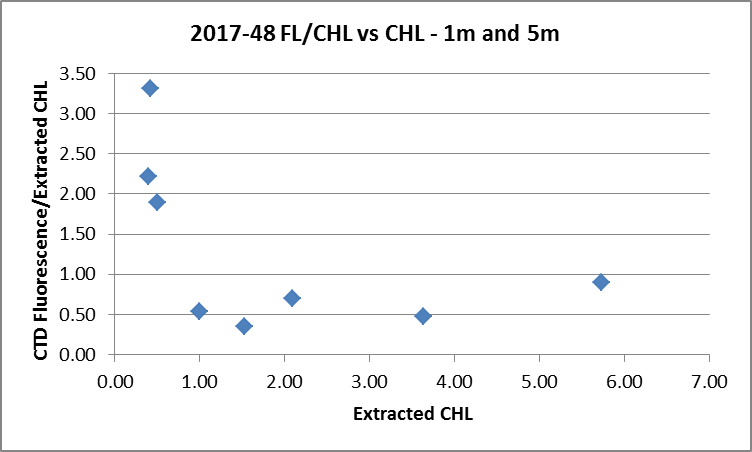 2017-48 FL/CHL vs CHL - 1m and 5m
CTD Fluorescence/Extracted CHL
3.50
3.00
2.50
2.00
1.50
1.00
0.50
0.00
0.00 1.00 2.00 3.00 4.00 5.00 6.00 7.00
Extracted CHL